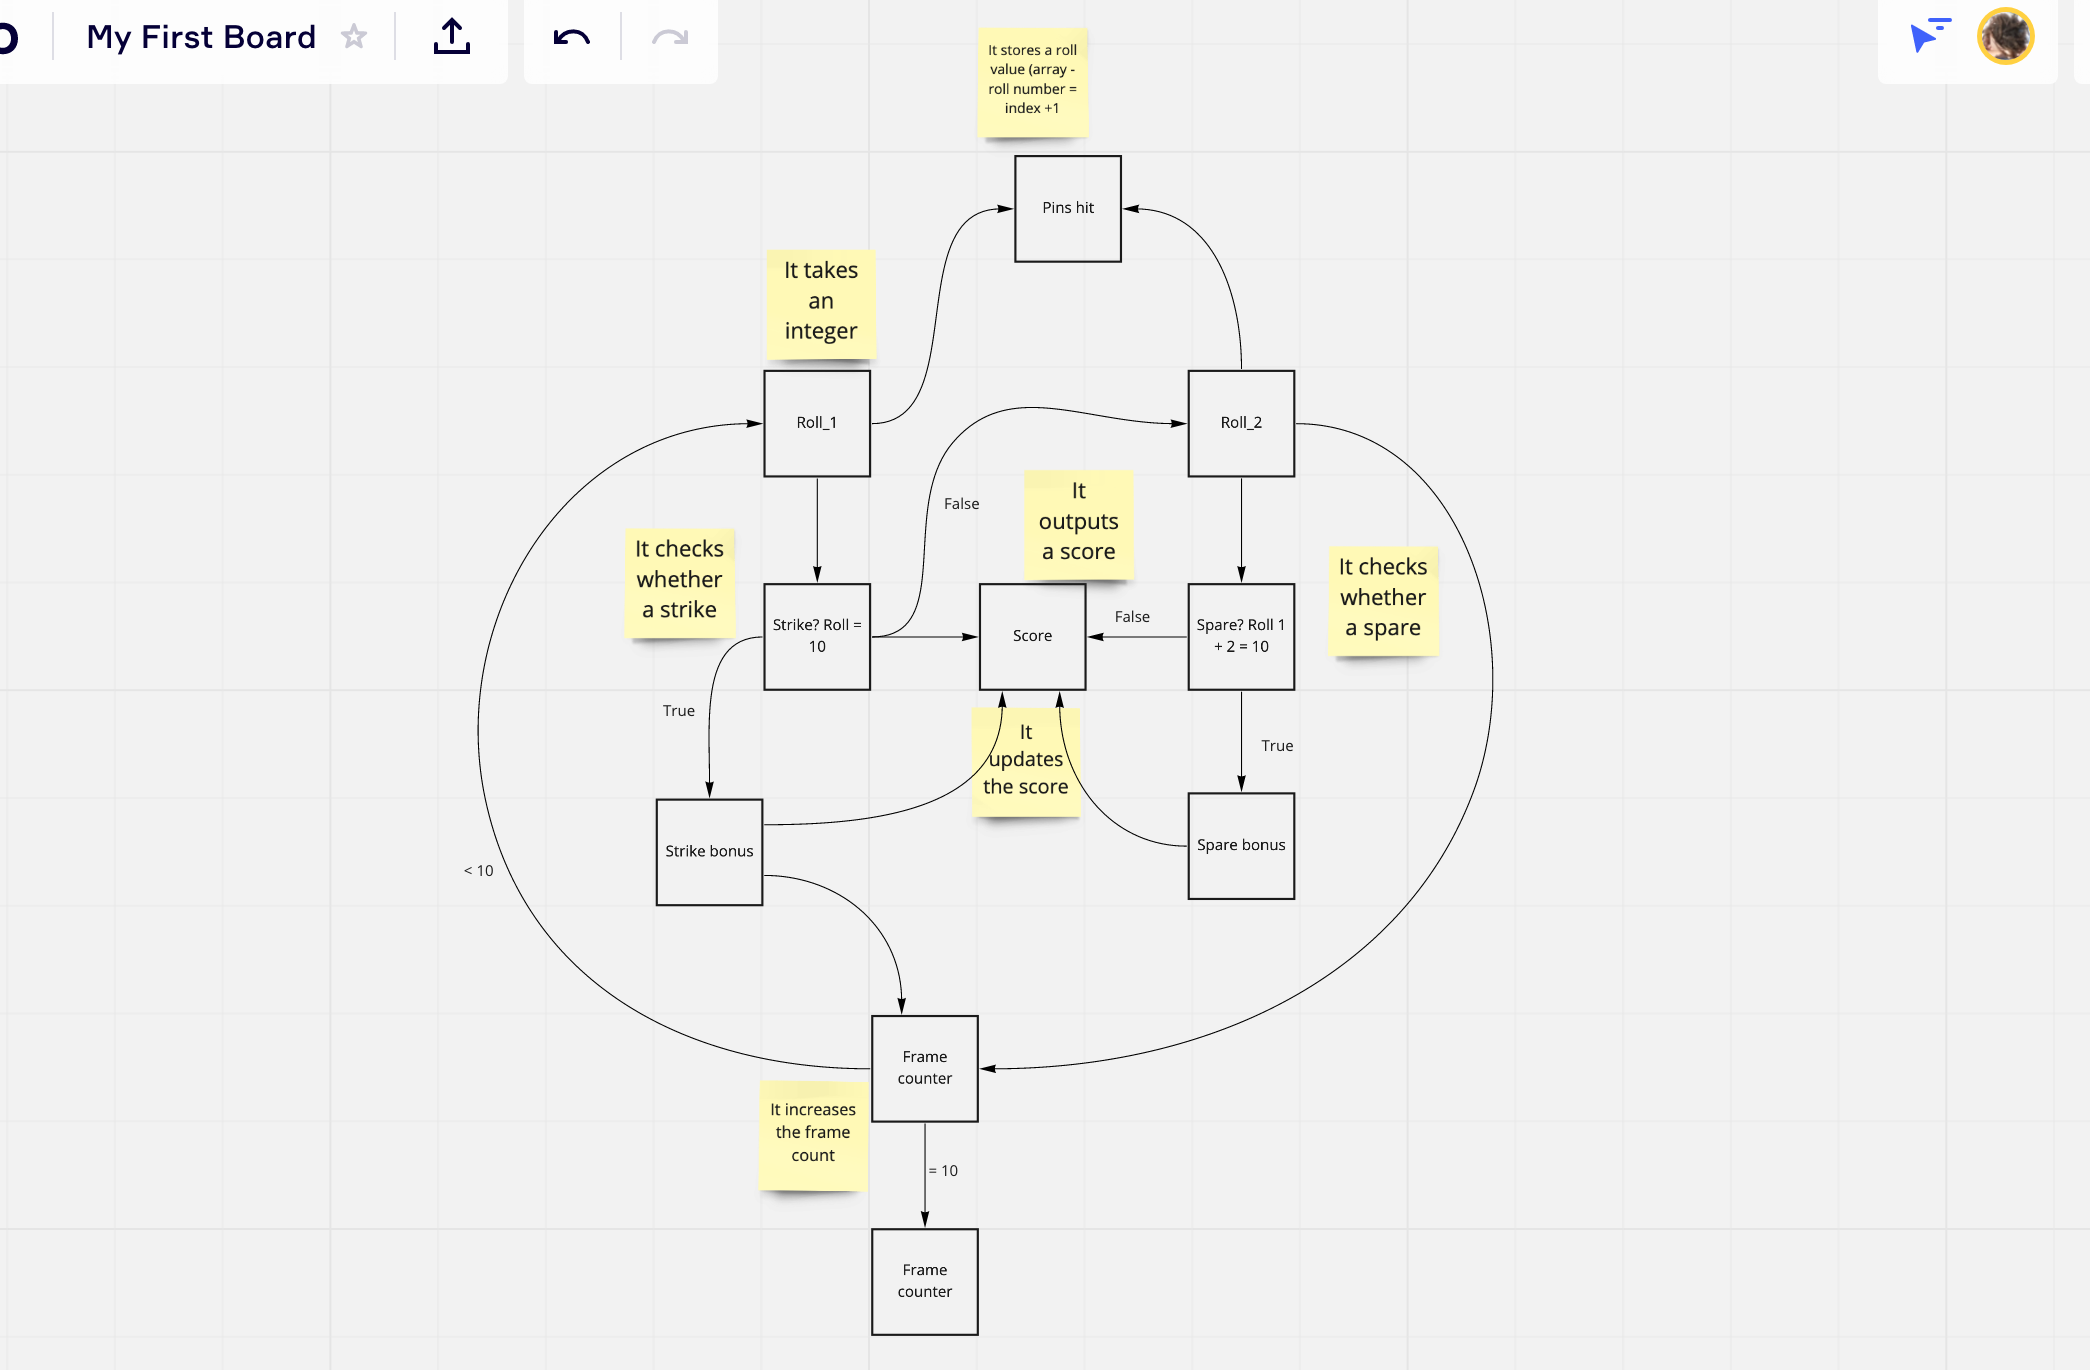 My First Board
It stores a roll
value (array -
roll number =
index +1
Pins hit
It takes
an
integer
Roll_1
Roll_2
False
It
outputs
a score
It checks
whether
a strike
It checks
whether
a spare
Strike? Roll =
10
Score
False
Spare? Roll 1
+ 2 = 10
True
It
updates
the score
True
Strike bonus
Spare bonus
< 10
Frame
counter
It increases
the frame
count
= 10
Frame
counter